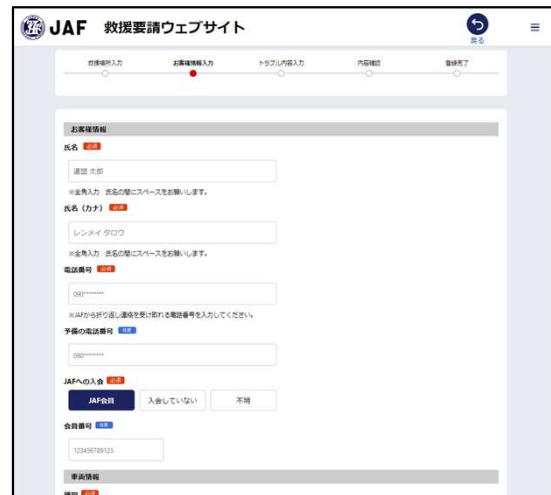 JAF 救援要請ウェブサイト
戻る
救援場所入力 お客様情報入力 トラブル内容入力 内容確認 登録完了
お客様情報
氏名 必須
連盟 太郎
※全角入力 氏名の間にスペースをお願いします。
氏名（カナ） 必須
レンメイ タロウ
※全角入力 氏名の間にスペースをお願いします。
電話番号 必須
090********
※JAFから折り返し連絡を受け取れる電話番号を入力してください。
予備の電話番号 任意
090********
JAFへの入会 必須
JAF会員 入会していない 不明
会員番号 任意
123456789123
車両情報
種別 必須